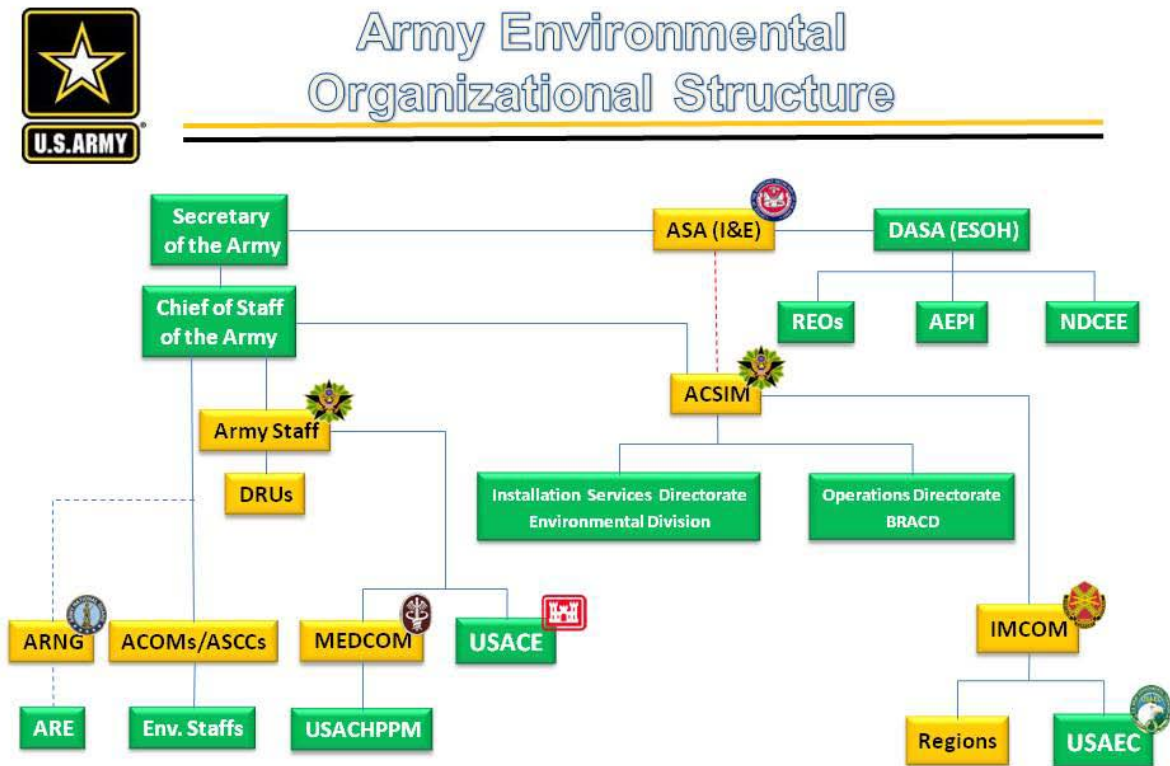 Army Environmental
Organizational Structure
U.S.ARMY
Secretary
of the Army
ASA (I&E)
DASA (ESOH)
Chief of Staff
of the Army
REOs
AEPI
NDCEE
ACSIM
Army Staff
DRUs
Installation Services Directorate
Environmental Division
Operations Directorate
BRACD
ARNG
ACOMs/ASCCs
MEDCOM
USACE
IMCOM
ARE
Env. Staffs
USACHPPM
Regions
USAEC